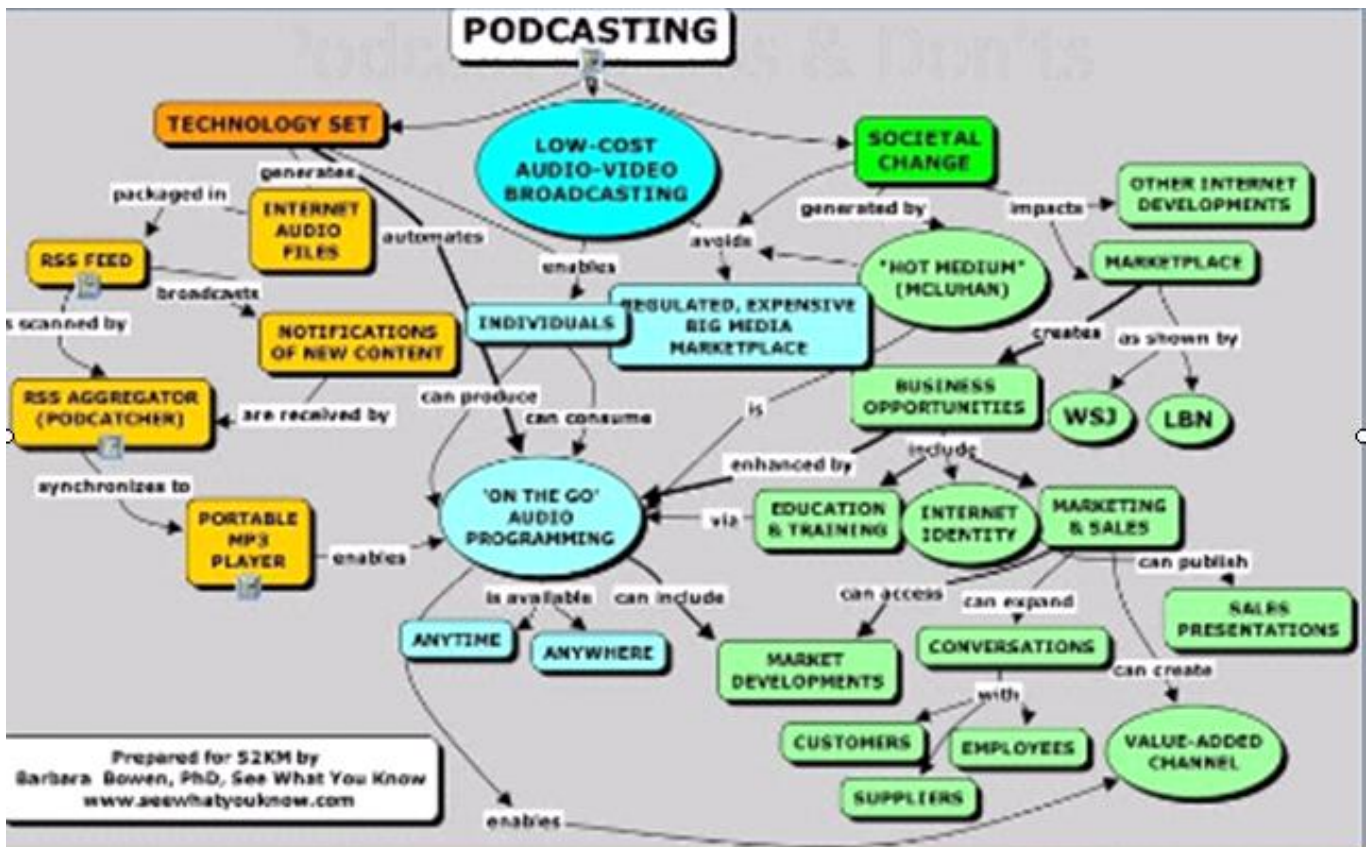 PODCASTING
TECHNOLOGY SET
LOW-COST
AUDIO-VIDEO
BROADCASTING
SOCIETAL
CHANGE
generates
packaged in
INTERNET
AUDIO
FILES
automates
enables
avoids
generated by
impacts
OTHER INTERNET
DEVELOPMENTS
RSS FEED
broadcasts
"HOT MEDIUM"
(MCLUHAN)
MARKETPLACE
s scanned by
NOTIFICATIONS
OF NEW CONTENT
INDIVIDUALS
REGULATED, EXPENSIVE
BIG MEDIA
MARKETPLACE
creates
as shown by
RSS AGGREGATOR
(PODCATCHER)
are received by
can produce
can consume
is
BUSINESS
OPPORTUNITIES
WSJ
LBN
synchronizes to
enhanced by
include
PORTABLE
MP3
PLAYER
enables
'ON THE GO'
AUDIO
PROGRAMMING
via
EDUCATION
& TRAINING
INTERNET
IDENTITY
MARKETING
& SALES
is available
can include
can access
can expand
can publish
ANYTIME
ANYWHERE
MARKET
DEVELOPMENTS
CONVERSATIONS
SALES
PRESENTATIONS
can create
with
CUSTOMERS
EMPLOYEES
SUPPLIERS
VALUE-ADDED
CHANNEL
Prepared for S2KM by
Barbara Bowen, PhD, See What You Know
www.seewhatyouknow.com
enables